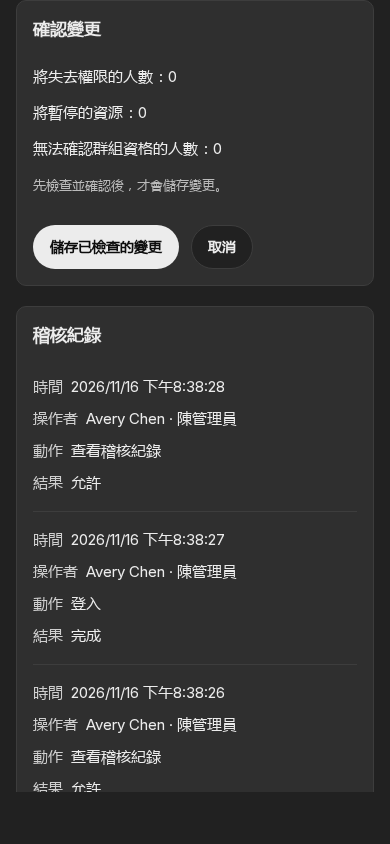 確認變更
將失去權限的人數：0
將暫停的資源：0
無法確認群組資格的人數：0
先檢查並確認後，才會儲存變更。
儲存已檢查的變更
取消
稽核紀錄
時間 2026/11/16 下午8:38:28
操作者 Avery Chen · 陳管理員
動作 查看稽核紀錄
結果 允許
時間 2026/11/16 下午8:38:27
操作者 Avery Chen · 陳管理員
動作 登入
結果 完成
時間 2026/11/16 下午8:38:26
操作者 Avery Chen · 陳管理員
動作 查看稽核紀錄
結果 允許